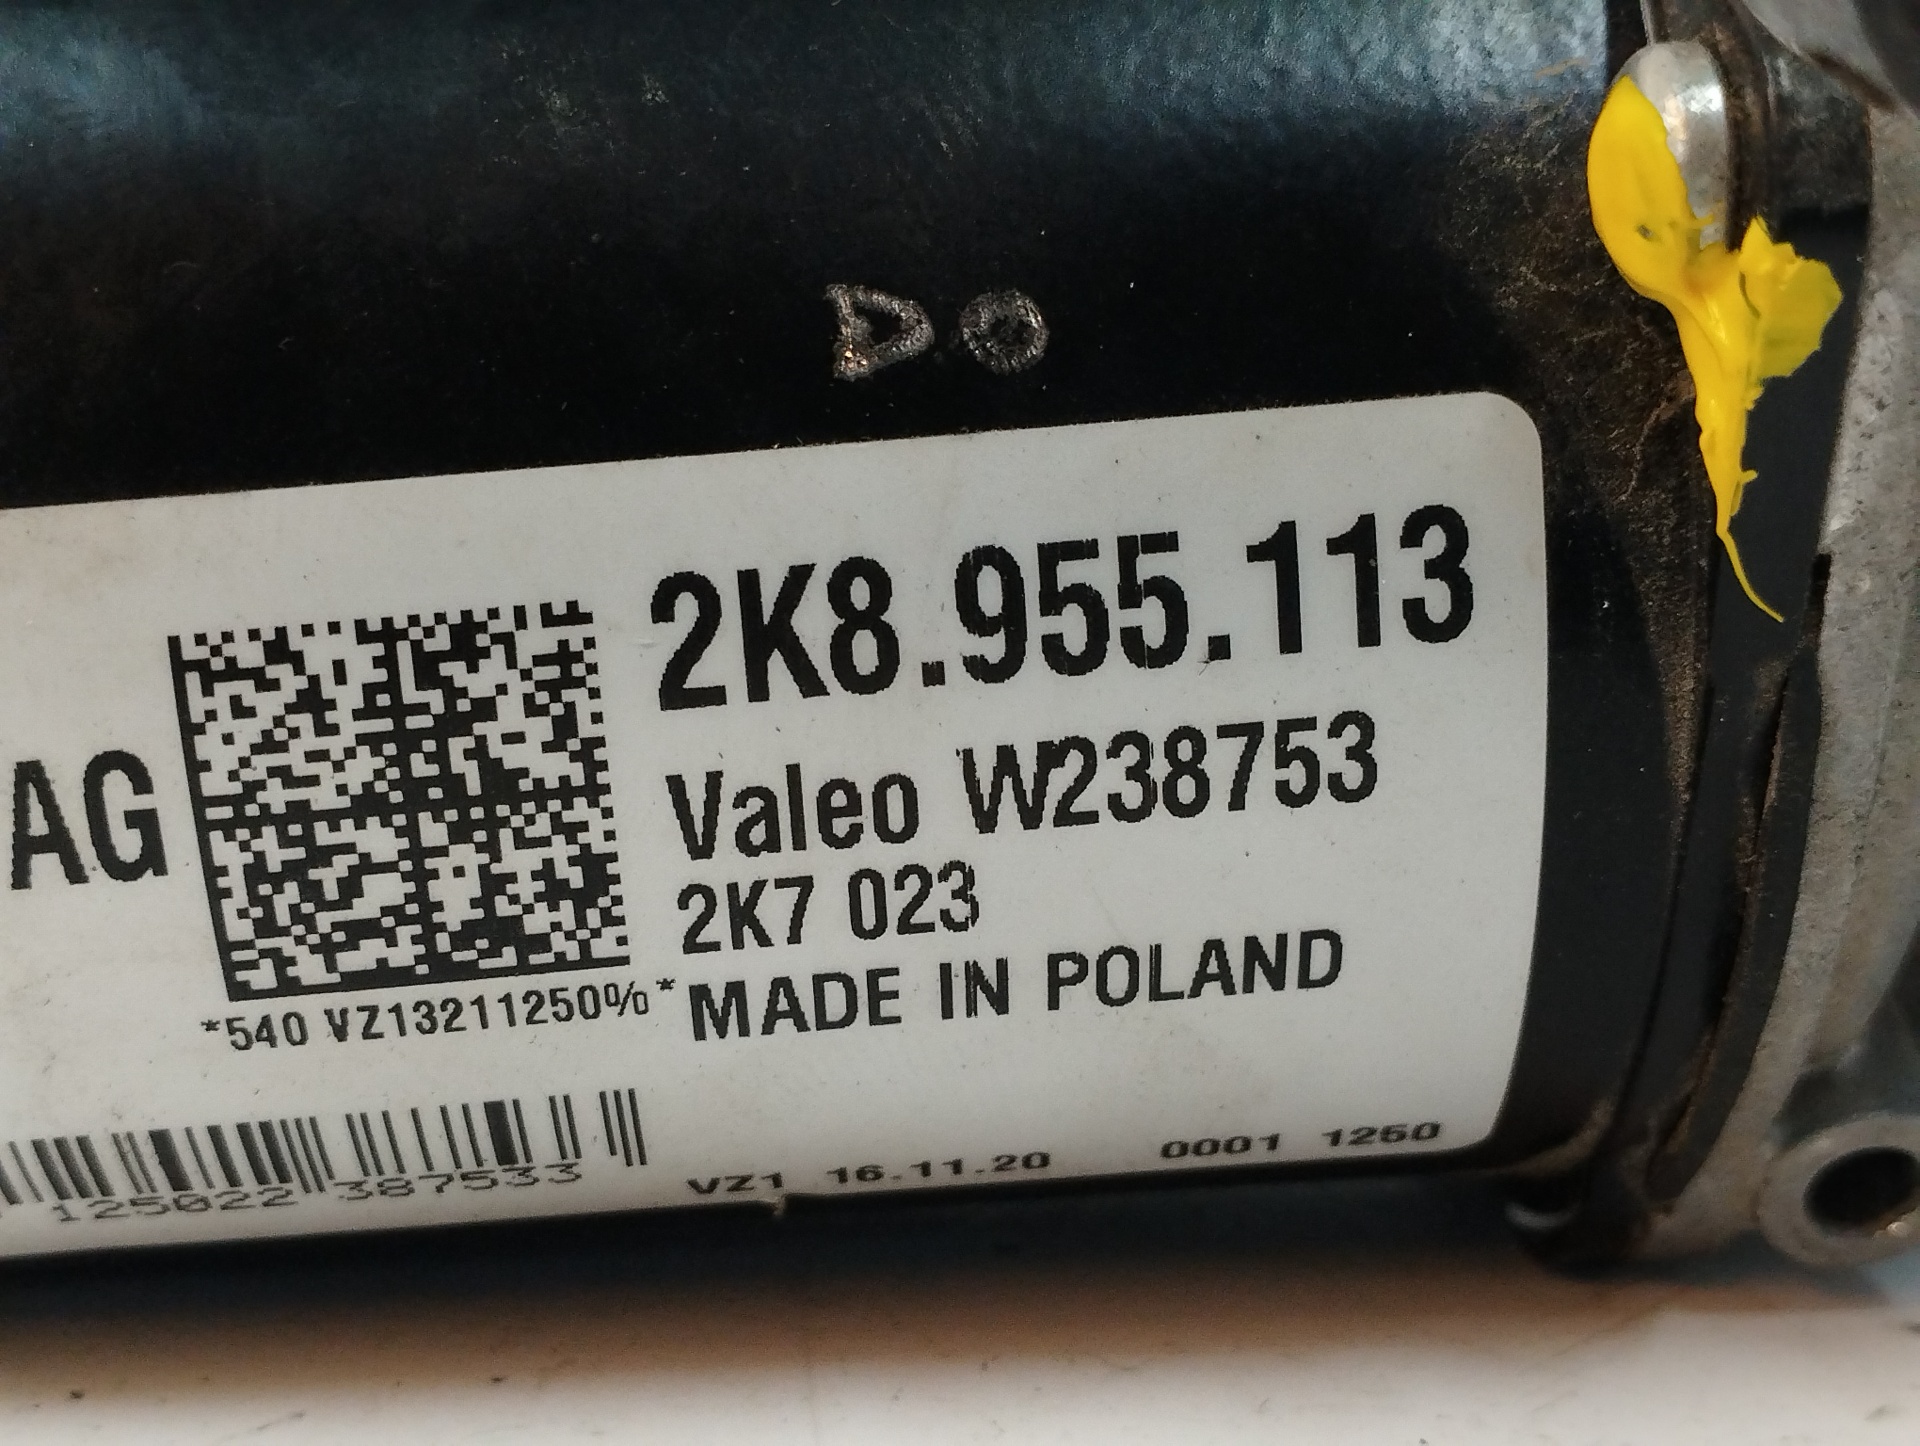 DO
AG
2K8.955.113
Valeo W238753
2K7 023
MADE IN POLAND
*540 VZ13211250%*
125022 387533
VZ1 16.11.20 0001 1250